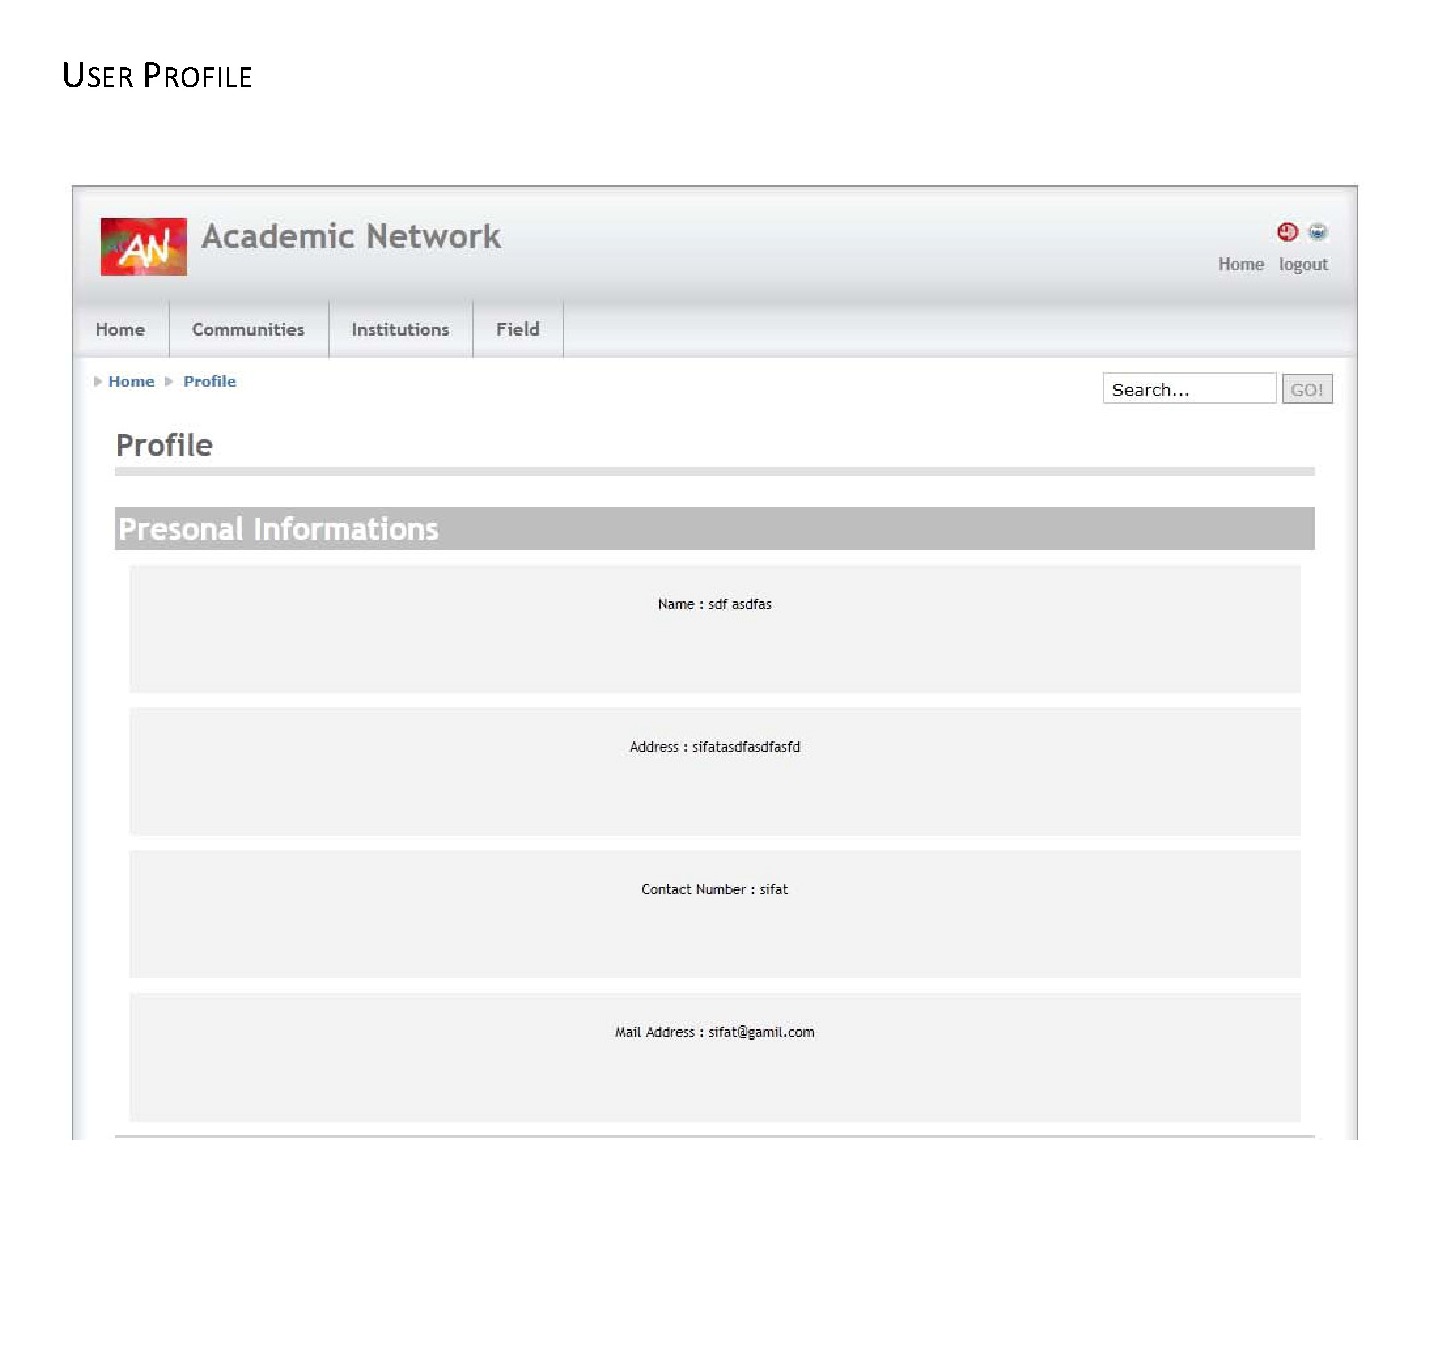 USER PROFILE
AN Academic Network
Home logout
Home Communities Institutions Field
Home Profile
Search... GO!
Profile
Presonal Informations
Name : sdf asdfas
Address : sifatasdfasdfasfd
Contact Number : sifat
Mail Address : sifat@gamil.com